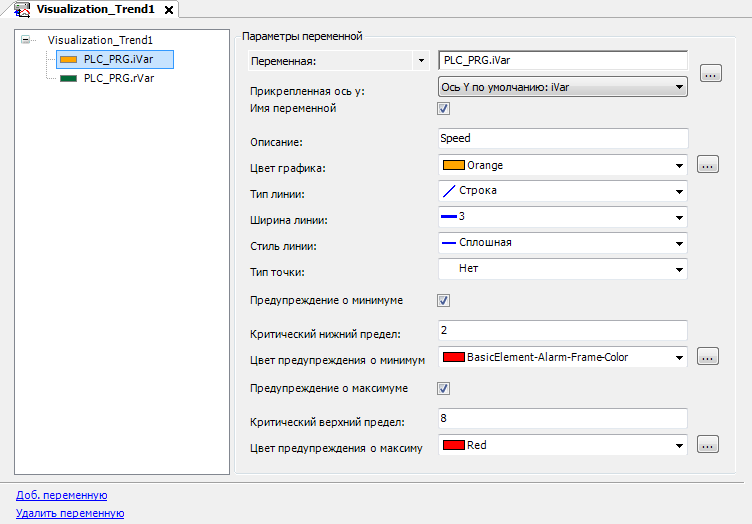 Visualization_Trend1
Visualization_Trend1
PLC_PRG.iVar
PLC_PRG.rVar
Параметры переменной
Переменная: PLC_PRG.iVar ...
Прикрепленная ось y: Ось Y по умолчанию: iVar
Имя переменной
Описание: Speed
Цвет графика: Orange ...
Тип линии: Строка
Ширина линии: 3
Стиль линии: Сплошная
Тип точки: Нет
Предупреждение о минимуме
Критический нижний предел: 2
Цвет предупреждения о минимум BasicElement-Alarm-Frame-Color ...
Предупреждение о максимуме
Критический верхний предел: 8
Цвет предупреждения о максиму Red ...
Доб. переменную
Удалить переменную